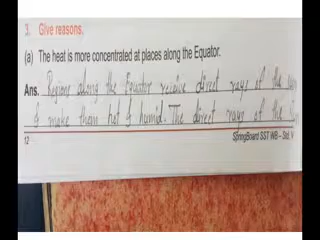 3. Give reasons.
(a) The heat is more concentrated at places along the Equator.
Ans. Regions along the Equator receive direct rays of the sun
& make them hot & humid. The direct rays of the
12 SpringBoard SST WB - Std. V